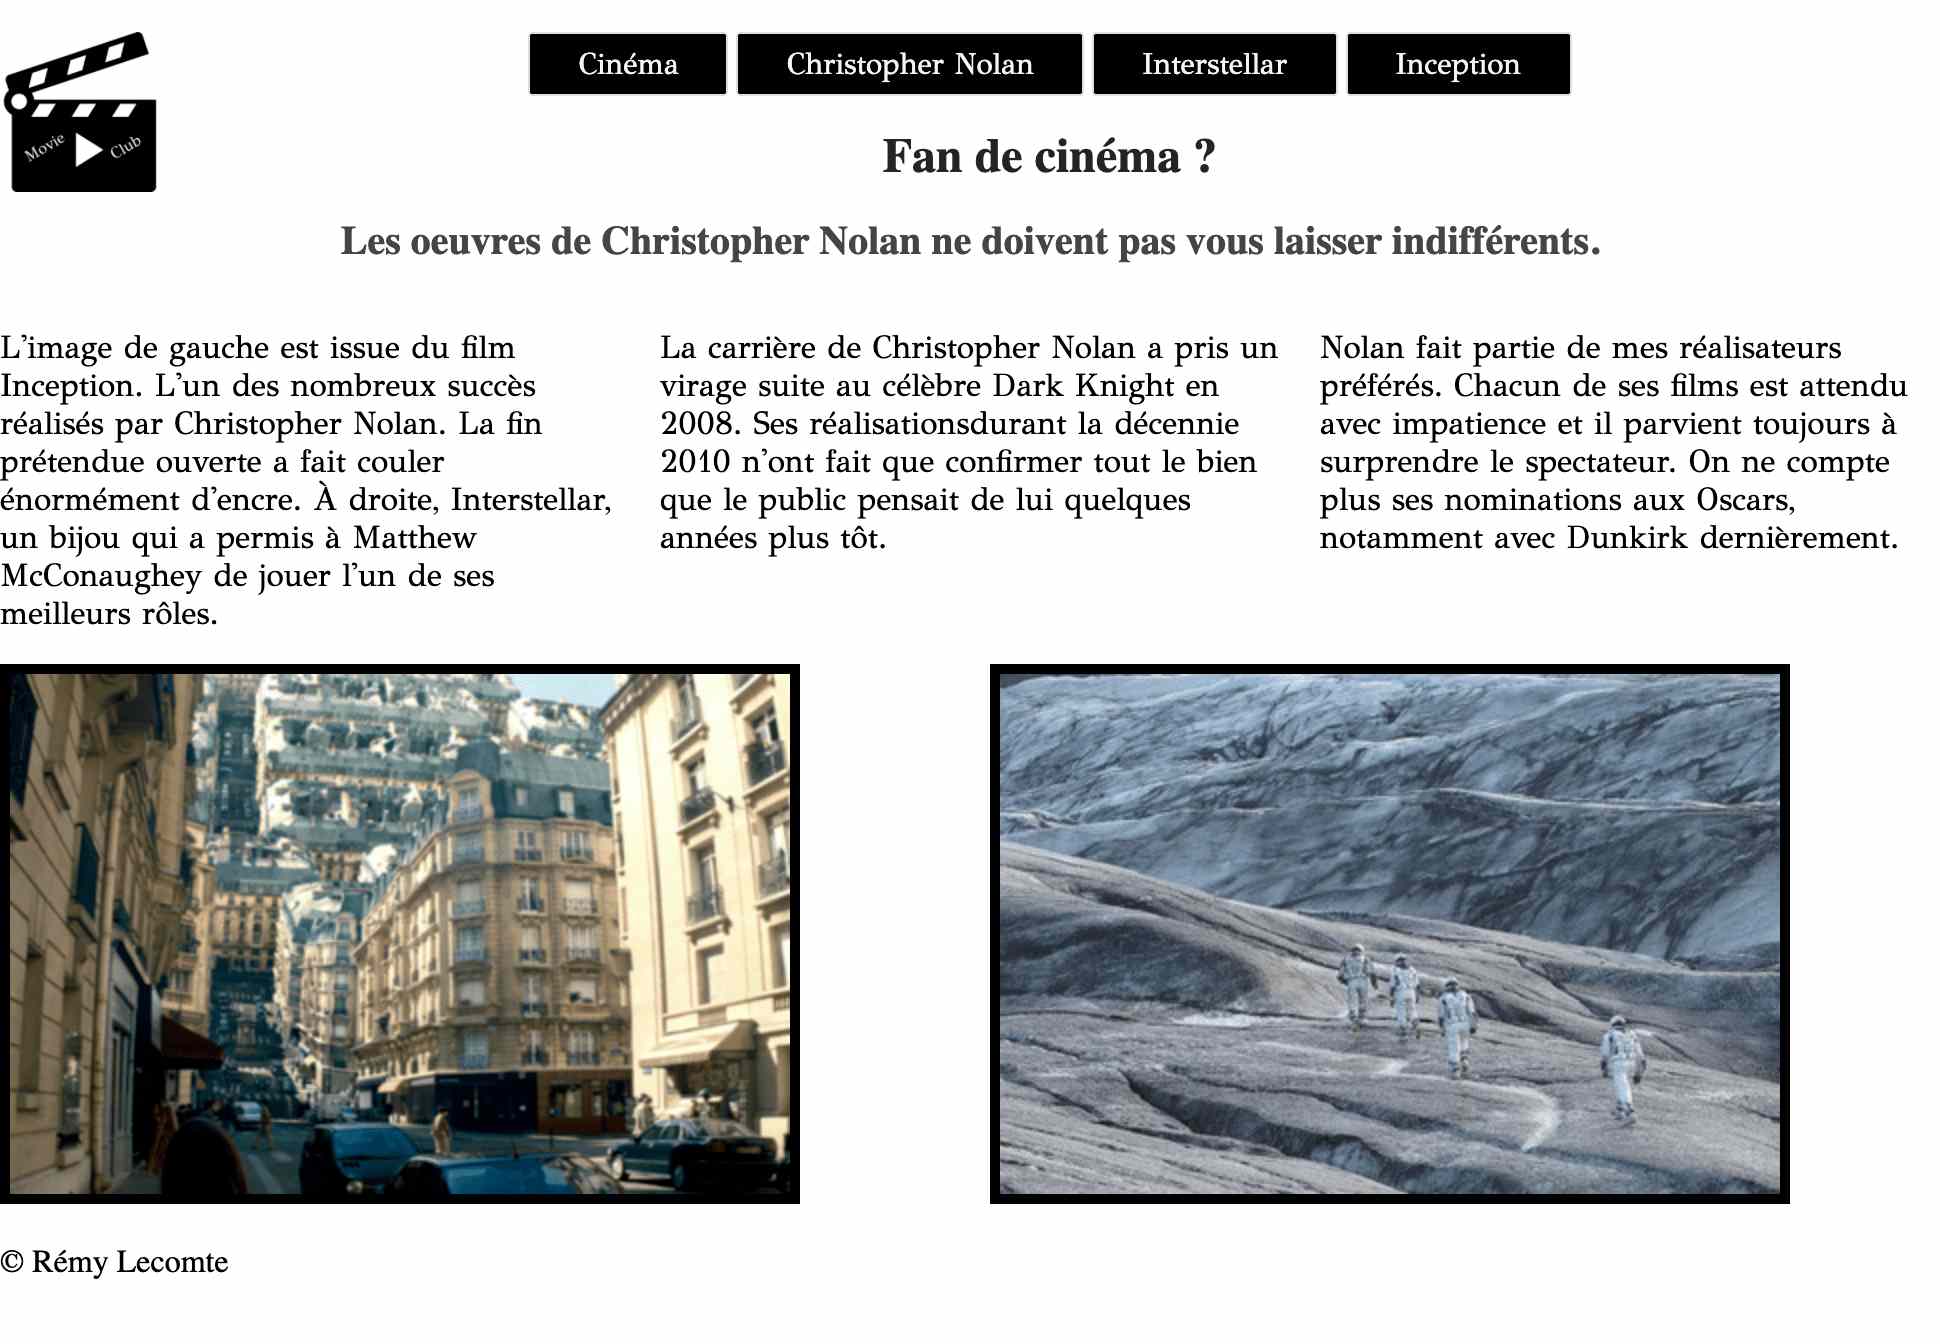 Movie Club
Cinéma
Christopher Nolan
Interstellar
Inception
Fan de cinéma ?
Les oeuvres de Christopher Nolan ne doivent pas vous laisser indifférents.
L’image de gauche est issue du film
Inception. L’un des nombreux succès
réalisés par Christopher Nolan. La fin
prétendue ouverte a fait couler
énormément d’encre. À droite, Interstellar,
un bijou qui a permis à Matthew
McConaughey de jouer l’un de ses
meilleurs rôles.
La carrière de Christopher Nolan a pris un
virage suite au célèbre Dark Knight en
2008. Ses réalisationsdurant la décennie
2010 n’ont fait que confirmer tout le bien
que le public pensait de lui quelques
années plus tôt.
Nolan fait partie de mes réalisateurs
préférés. Chacun de ses films est attendu
avec impatience et il parvient toujours à
surprendre le spectateur. On ne compte
plus ses nominations aux Oscars,
notamment avec Dunkirk dernièrement.
© Rémy Lecomte